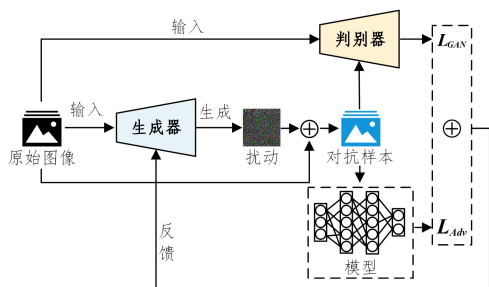 输入
判别器
L_GAN
输入
生成器
生成
原始图像
扰动
对抗样本
反馈
模型
L_Adv